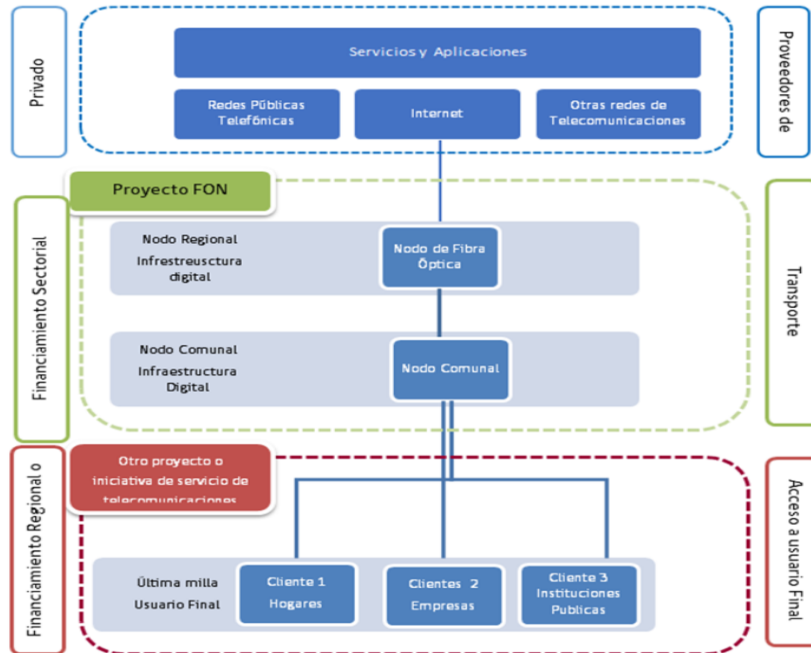 Privado
Servicios y Aplicaciones
Redes Públicas
Telefónicas
Internet
Otras redes de
Telecomunicaciones
Proveedores de
Proyecto FON
Financiamiento Sectorial
Nodo Regional
Infrestreusctura
digital
Nodo de Fibra
Óptica
Nodo Comunal
Infraestructura
Digital
Nodo Comunal
Transporte
Financiamiento Regional o
Otro proyecto o
iniciativa de servicio de
telecomunicaciones
Última milla
Usuario Final
Cliente 1
Hogares
Clientes 2
Empresas
Cliente 3
Instituciones
Publicas
Acceso a usuario Final